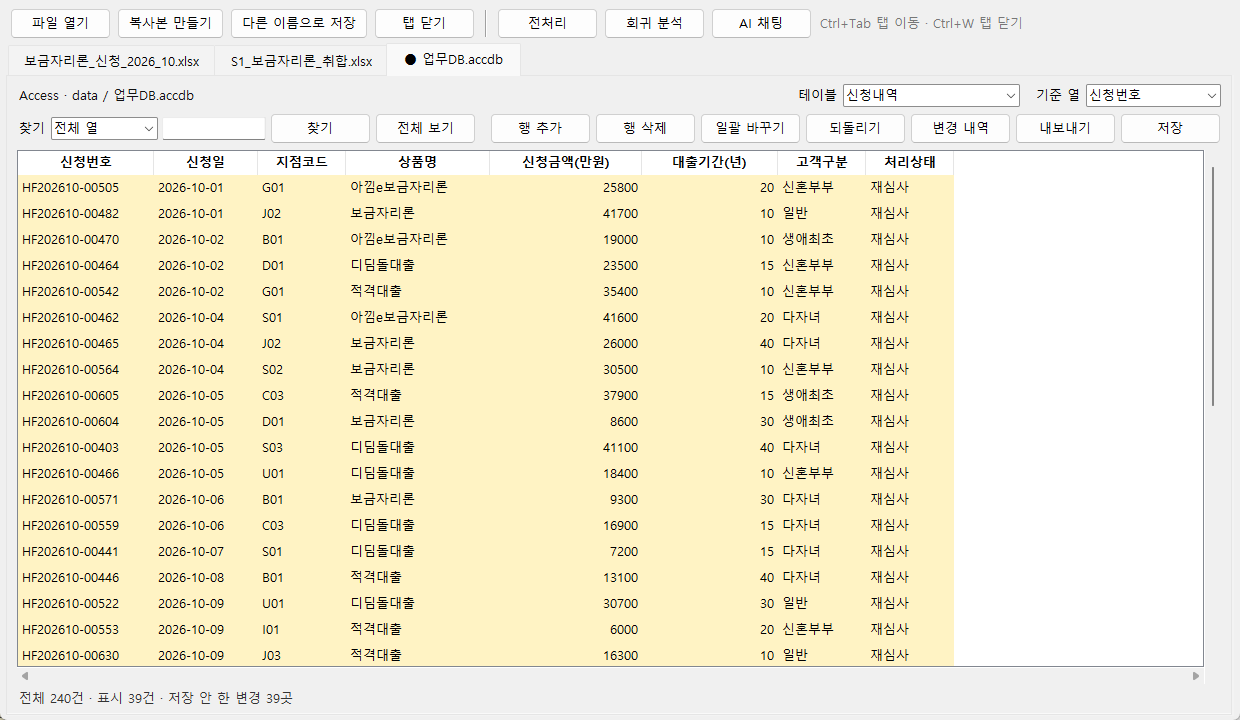 파일 열기 복사본 만들기 다른 이름으로 저장 탭 닫기 전처리 회귀 분석 AI 채팅 Ctrl+Tab 탭 이동 · Ctrl+W 탭 닫기
보금자리론_신청_2026_10.xlsx S1_보금자리론_취합.xlsx ● 업무DB.accdb
Access · data / 업무DB.accdb 테이블 신청내역 기준 열 신청번호
찾기 전체 열 찾기 전체 보기 행 추가 행 삭제 일괄 바꾸기 되돌리기 변경 내역 내보내기 저장
신청번호 신청일 지점코드 상품명 신청금액(만원) 대출기간(년) 고객구분 처리상태
HF202610-00505 2026-10-01 G01 아낌e보금자리론 25800 20 신혼부부 재심사
HF202610-00482 2026-10-01 J02 보금자리론 41700 10 일반 재심사
HF202610-00470 2026-10-02 B01 아낌e보금자리론 19000 10 생애최초 재심사
HF202610-00464 2026-10-02 D01 디딤돌대출 23500 15 신혼부부 재심사
HF202610-00542 2026-10-02 G01 적격대출 35400 10 신혼부부 재심사
HF202610-00462 2026-10-04 S01 아낌e보금자리론 41600 20 다자녀 재심사
HF202610-00465 2026-10-04 J02 보금자리론 26000 40 다자녀 재심사
HF202610-00564 2026-10-04 S02 보금자리론 30500 10 신혼부부 재심사
HF202610-00605 2026-10-05 C03 적격대출 37900 15 생애최초 재심사
HF202610-00604 2026-10-05 D01 보금자리론 8600 30 생애최초 재심사
HF202610-00403 2026-10-05 S03 디딤돌대출 41100 40 다자녀 재심사
HF202610-00466 2026-10-05 U01 디딤돌대출 18400 10 신혼부부 재심사
HF202610-00571 2026-10-06 B01 보금자리론 9300 30 다자녀 재심사
HF202610-00559 2026-10-06 C03 디딤돌대출 16900 15 다자녀 재심사
HF202610-00441 2026-10-07 S01 디딤돌대출 7200 15 다자녀 재심사
HF202610-00446 2026-10-08 B01 적격대출 13100 40 다자녀 재심사
HF202610-00522 2026-10-09 U01 디딤돌대출 30700 30 일반 재심사
HF202610-00553 2026-10-09 I01 적격대출 6000 20 신혼부부 재심사
HF202610-00630 2026-10-09 J03 적격대출 16300 10 일반 재심사
전체 240건 · 표시 39건 · 저장 안 한 변경 39곳